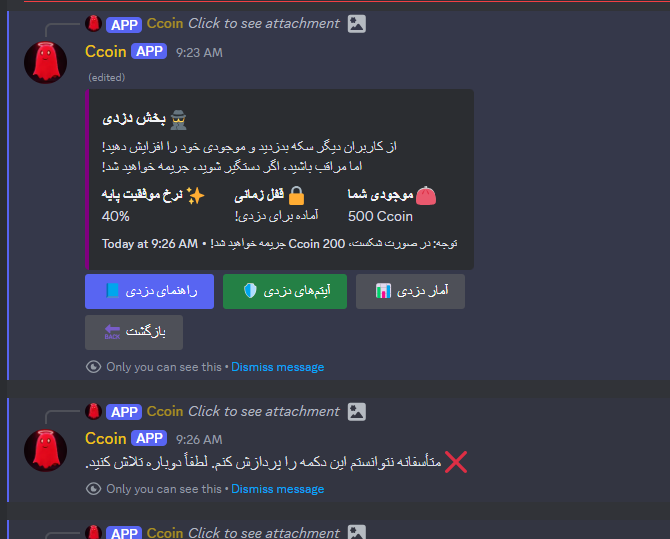 APP Ccoin Click to see attachment
Ccoin APP 9:23 AM
(edited)
بخش دزدی
از کاربران دیگر سکه بدزدید و موجودی خود را افزایش دهید!
اما مراقب باشید، اگر دستگیر شوید، جریمه خواهید شد!
موجودی شما
500 Ccoin
قفل زمانی
آماده برای دزدی!
نرخ موفقیت پایه
40%
توجه: در صورت شکست، 200 Ccoin جریمه خواهید شد! • Today at 9:26 AM
راهنمای دزدی
آیتم‌های دزدی
آمار دزدی
بازگشت
BACK
Only you can see this • Dismiss message
APP Ccoin Click to see attachment
Ccoin APP 9:26 AM
❌ متأسفانه نتوانستم این دکمه را پردازش کنم. لطفاً دوباره تلاش کنید.
Only you can see this • Dismiss message
APP Ccoin Click to see attachment